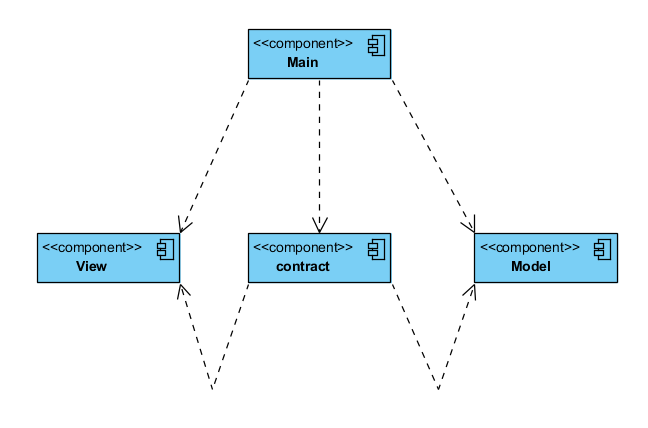 <<component>>
Main
<<component>>
View
<<component>>
contract
<<component>>
Model